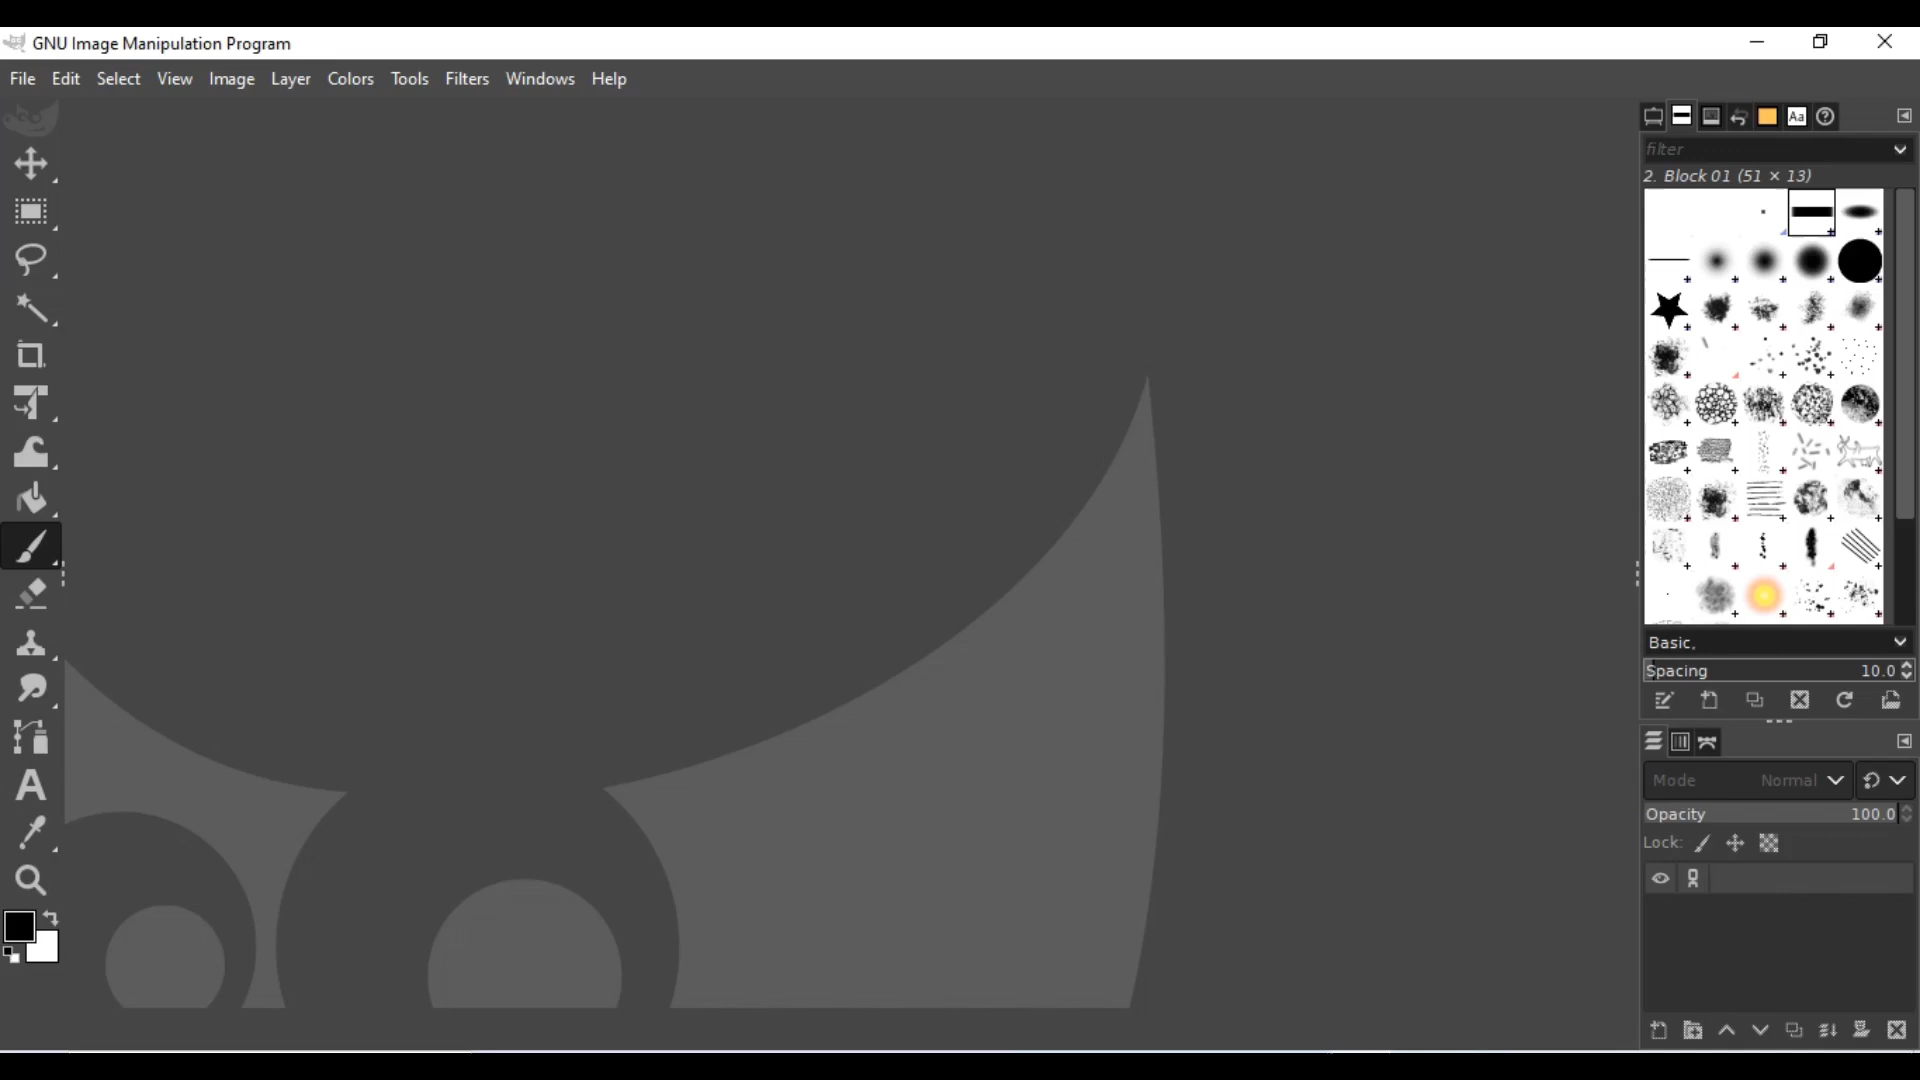 GNU Image Manipulation Program
File Edit Select View Image Layer Colors Tools Filters Windows Help
filter
2. Block 01 (51 × 13)
Basic,
Spacing 10.0
Mode Normal
Opacity 100.0
Lock: